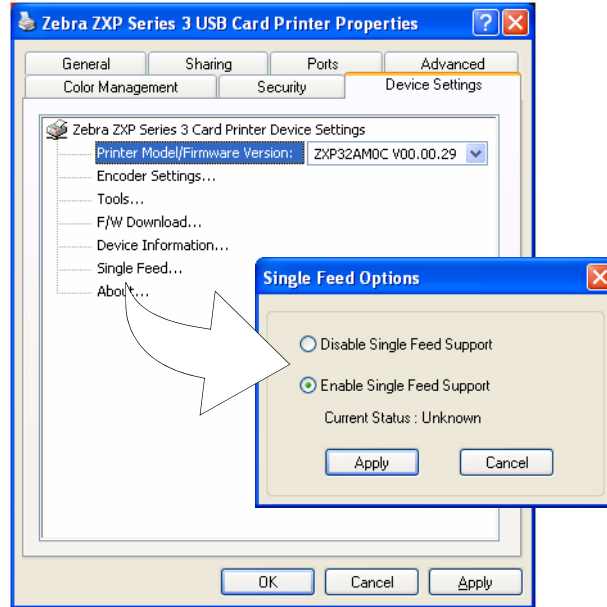 Zebra ZXP Series 3 USB Card Printer Properties
General Sharing Ports Advanced
Color Management Security Device Settings
Zebra ZXP Series 3 Card Printer Device Settings
Printer Model/Firmware Version: ZXP32AM0C V00.00.29
Encoder Settings...
Tools...
F/W Download...
Device Information...
Single Feed...
About...
Single Feed Options
Disable Single Feed Support
Enable Single Feed Support
Current Status : Unknown
Apply Cancel
OK Cancel Apply